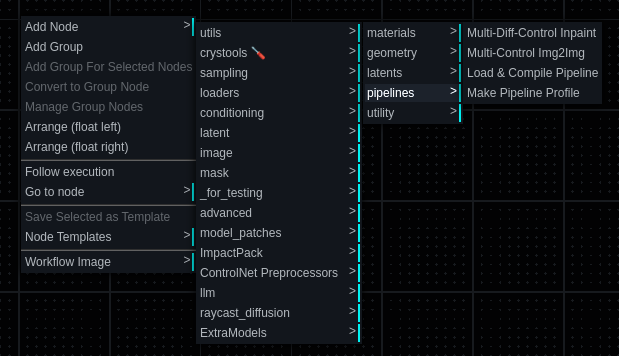 Add Node >
Add Group
Add Group For Selected Nodes
Convert to Group Node
Manage Group Nodes
Arrange (float left)
Arrange (float right)
Follow execution
Go to node >
Save Selected as Template
Node Templates >
Workflow Image >
utils >
crystools 🪛 >
sampling >
loaders >
conditioning >
latent >
image >
mask >
_for_testing >
advanced >
model_patches >
ImpactPack >
ControlNet Preprocessors >
llm >
raycast_diffusion >
ExtraModels >
materials >
geometry >
latents >
pipelines >
utility >
Multi-Diff-Control Inpaint
Multi-Control Img2Img
Load & Compile Pipeline
Make Pipeline Profile